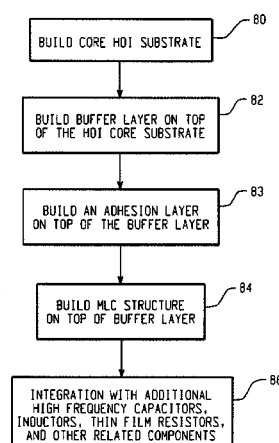 80
BUILD CORE HDI SUBSTRATE
82
BUILD BUFFER LAYER ON TOP
OF THE HDI CORE SUBSTRATE
83
BUILD AN ADHESION LAYER
ON TOP OF THE BUFFER LAYER
84
BUILD MLC STRUCTURE
ON TOP OF BUFFER LAYER
INTEGRATION WITH ADDITIONAL
HIGH FREQUENCY CAPACITORS,
INDUCTORS, THIN FILM RESISTORS,
AND OTHER RELATED COMPONENTS